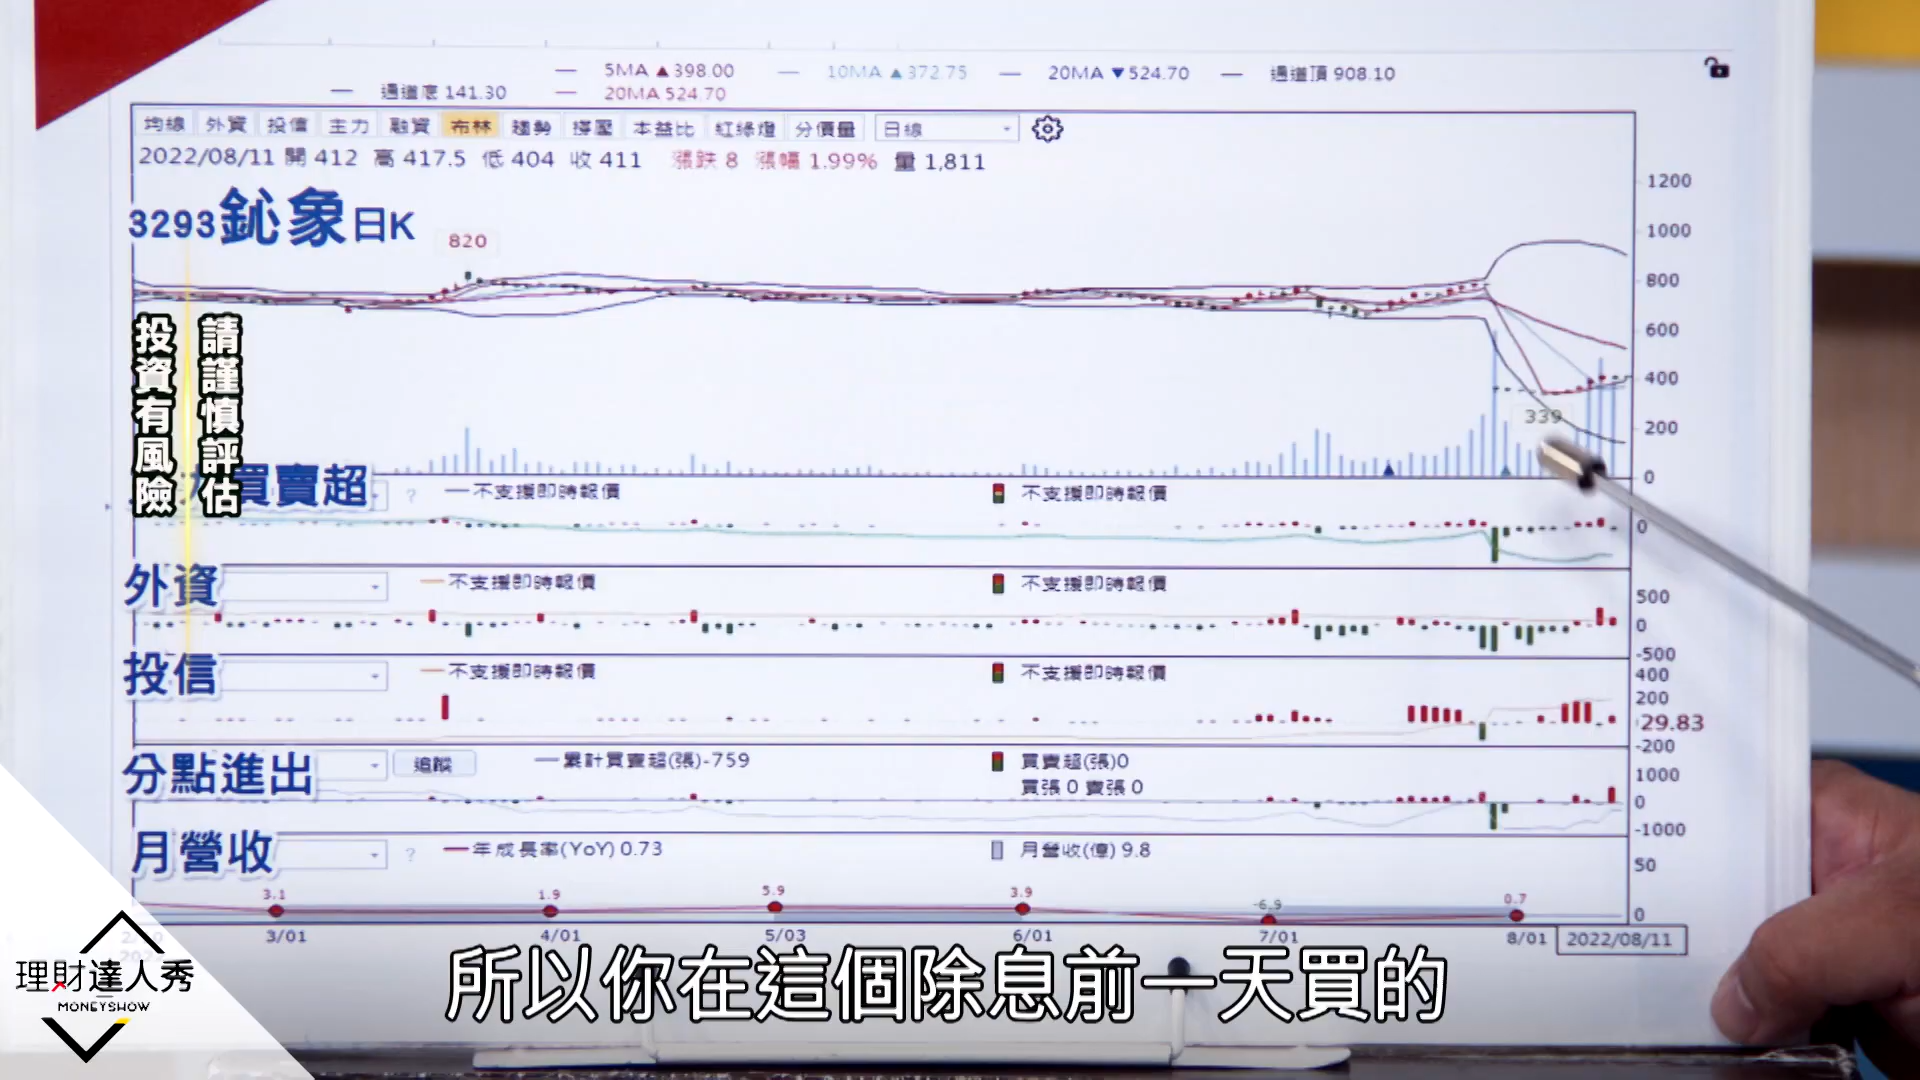 5MA ▲398.00 10MA ▲372.75 20MA ▼524.70 通道頂 908.10
通道底 141.30 20MA 524.70
均線 外資 投信 主力 融資 布林 趨勢 撐壓 本益比 紅綠燈 分價量 日線
2022/08/11 開 412 高 417.5 低 404 收 411 漲跌 8 漲幅 1.99% 量 1,811
3293鈊象日K
820
1200
1000
800
600
400
200
0
339
投資有風險
請謹慎評估
買賣超 ? 不支援即時報價 不支援即時報價
0
外資 不支援即時報價 不支援即時報價
500
0
-500
投信 不支援即時報價 不支援即時報價
400
200
29.83
-200
分點進出 追蹤 累計買賣超(張)-759 買賣超(張)0
買張 0 賣張 0
1000
0
-1000
月營收 ? 年成長率(YoY) 0.73 月營收(億) 9.8
50
0
3.1 1.9 5.9 3.9 -6.9 0.7
3/01 4/01 5/03 6/01 7/01 8/01 2022/08/11
所以你在這個除息前一天買的
理財達人秀
MONEYSHOW